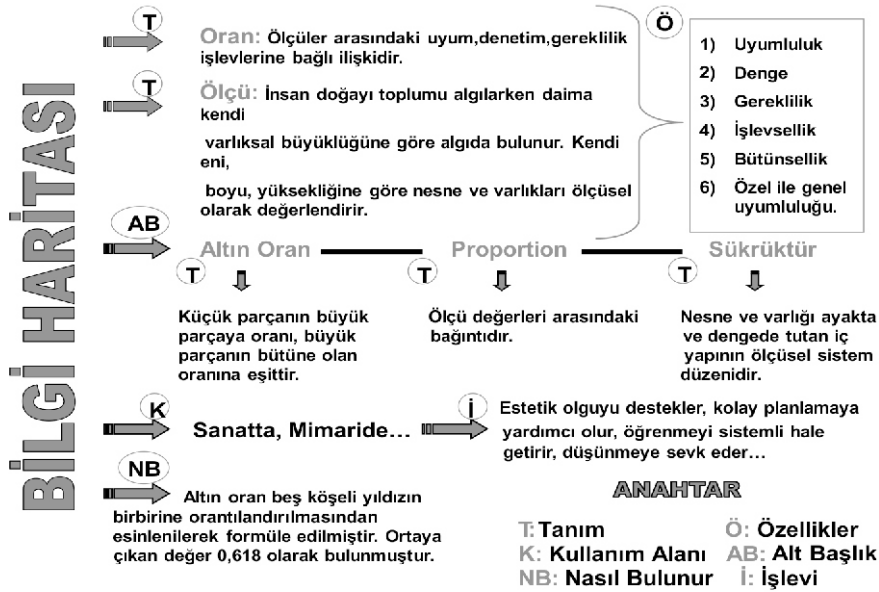 BİLGİ HARİTASI
T
Oran: Ölçüler arasındaki uyum,denetim,gereklilik
işlevlerine bağlı ilişkidir.
T
Ölçü: İnsan doğayı toplumu algılarken daima
kendi
varlıksal büyüklüğüne göre algıda bulunur. Kendi
eni,
boyu, yüksekliğine göre nesne ve varlıkları ölçüsel
olarak değerlendirir.
Ö
1) Uyumluluk
2) Denge
3) Gereklilik
4) İşlevsellik
5) Bütünsellik
6) Özel ile genel
uyumluluğu.
AB
Altın Oran
Proportion
Sükrüktür
T
T
T
Küçük parçanın büyük
parçaya oranı, büyük
parçanın bütüne olan
oranına eşittir.
Ölçü değerleri arasındaki
bağıntıdır.
Nesne ve varlığı ayakta
ve dengede tutan iç
yapının ölçüsel sistem
düzenidir.
K
Sanatta, Mimaride…
İ
Estetik olguyu destekler, kolay planlamaya
yardımcı olur, öğrenmeyi sistemli hale
getirir, düşünmeye sevk eder…
NB
Altın oran beş köşeli yıldızın
birbirine orantılandırılmasından
esinlenilerek formüle edilmiştir. Ortaya
çıkan değer 0,618 olarak bulunmuştur.
ANAHTAR
T: Tanım
Ö: Özellikler
K: Kullanım Alanı
AB: Alt Başlık
NB: Nasıl Bulunur
İ: İşlevi